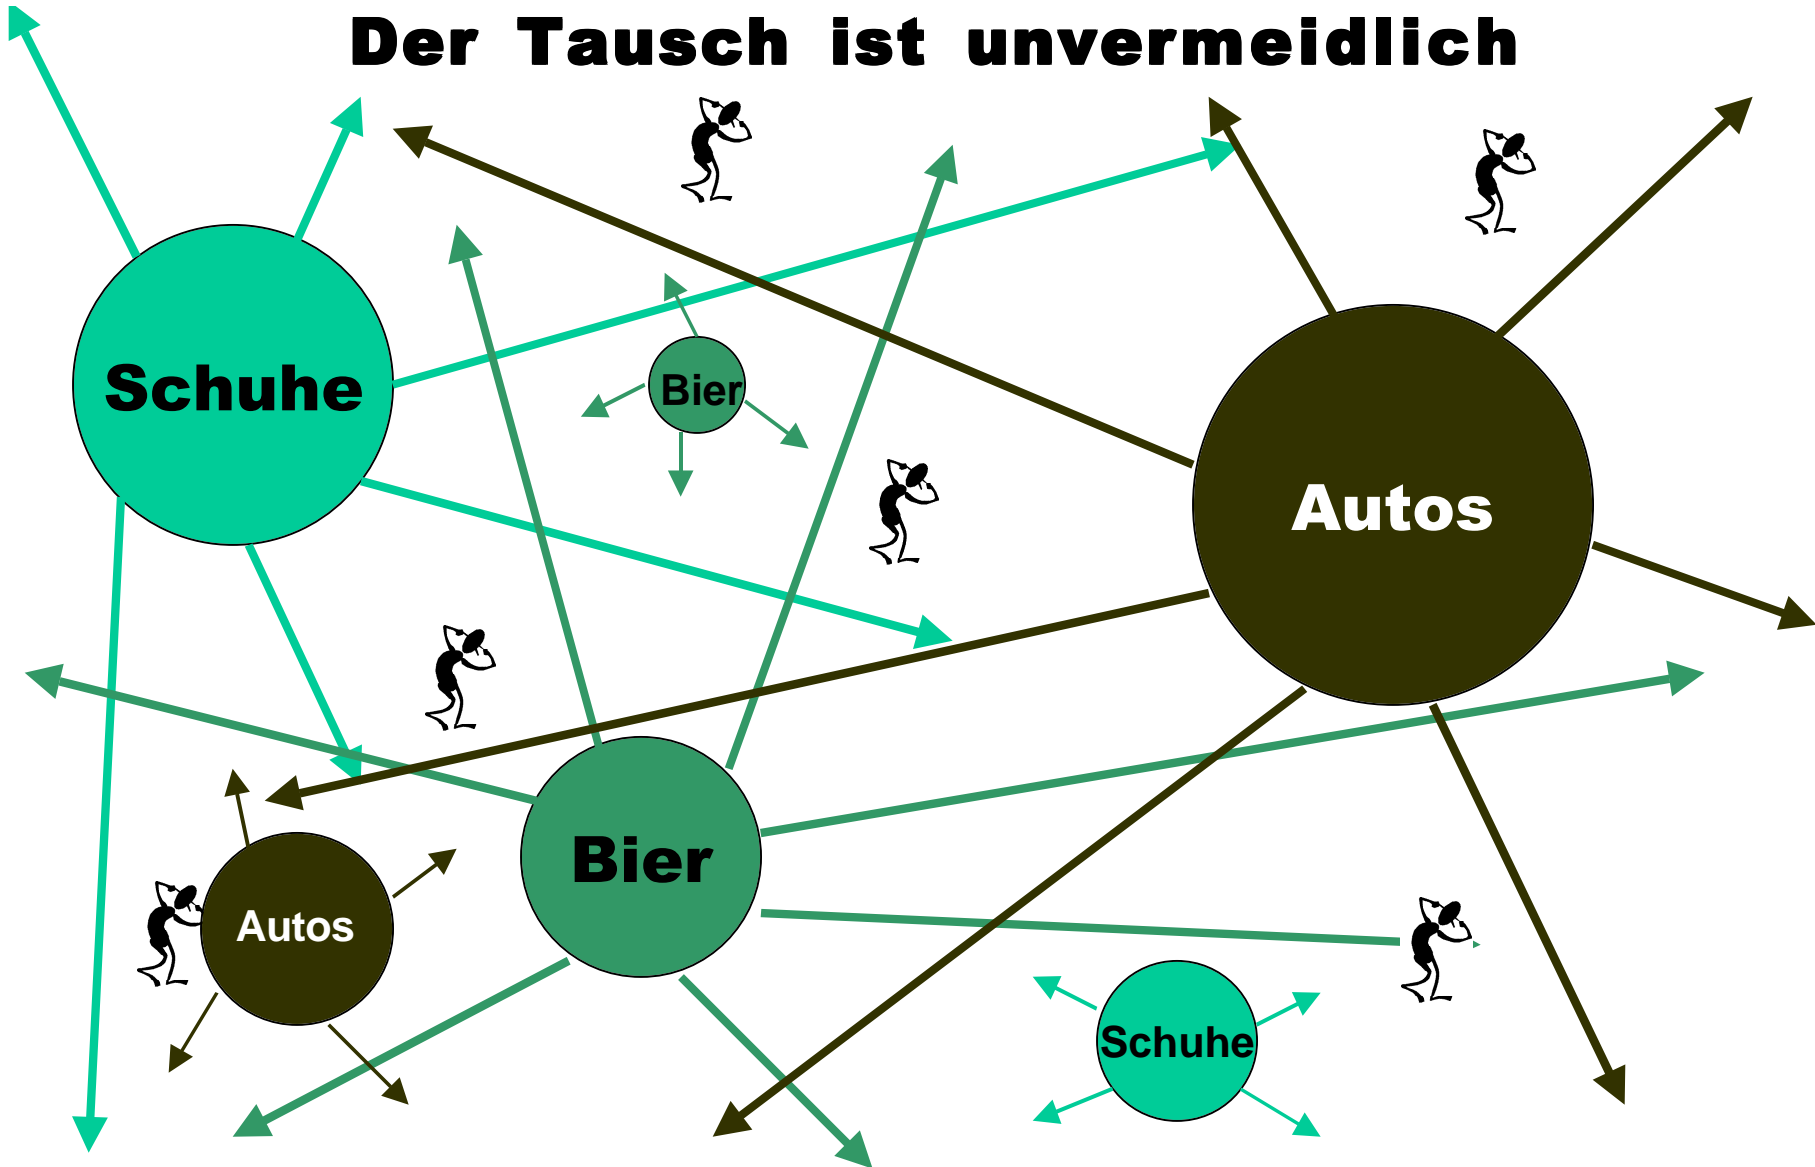 Der Tausch ist unvermeidlich
Schuhe
Bier
Autos
Bier
Autos
Schuhe